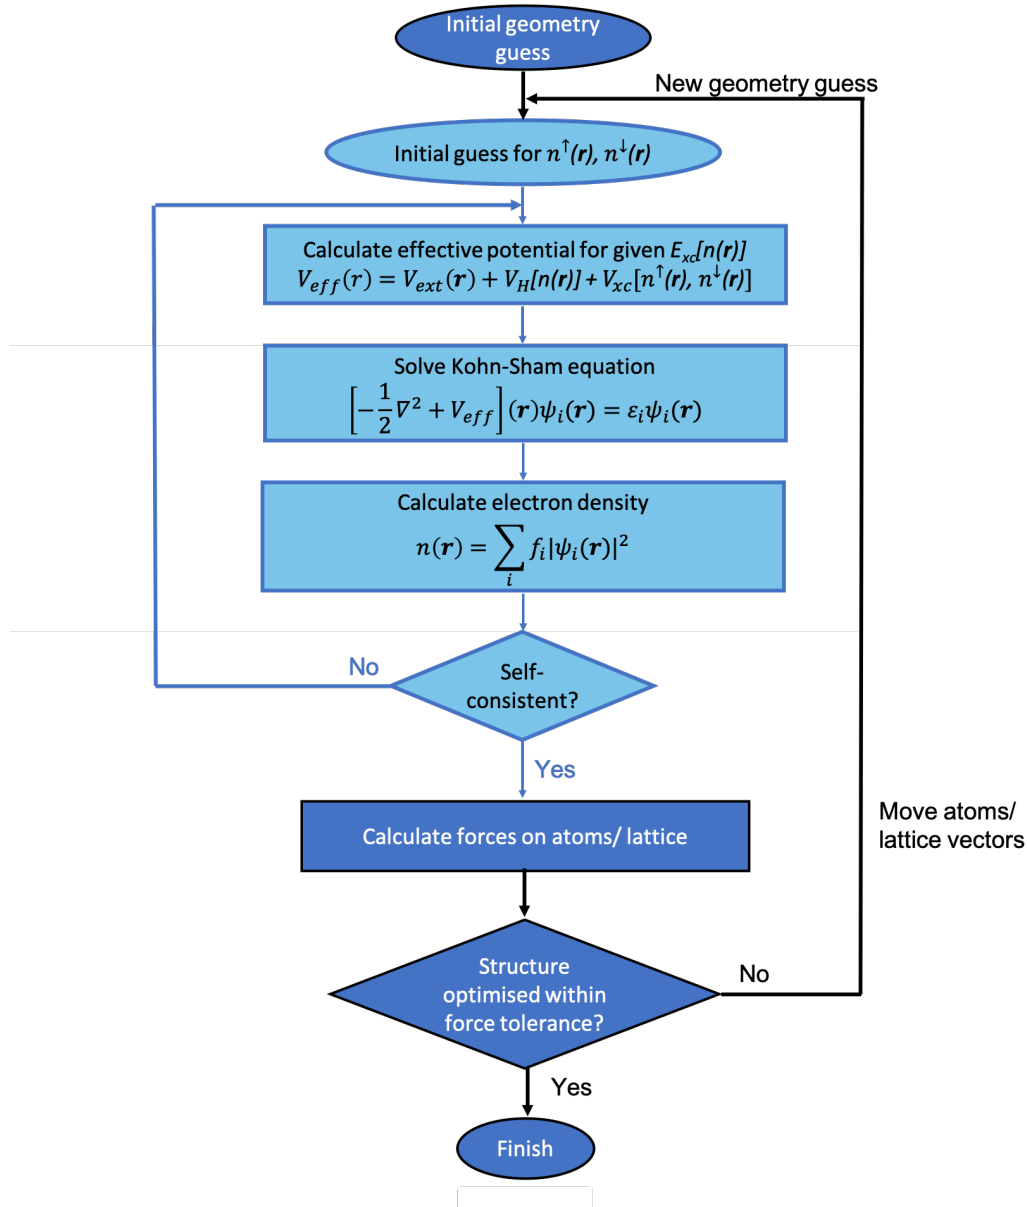 Initial geometry
guess
New geometry guess
Initial guess for n↑(r), n↓(r)
Calculate effective potential for given Exc[n(r)]
Veff(r) = Vext(r) + VH[n(r)] + Vxc[n↑(r), n↓(r)]
Solve Kohn-Sham equation
[−1/2 ∇² + Veff] (r)ψi(r) = εiψi(r)
Calculate electron density
n(r) = ∑i fi|ψi(r)|²
No
Self-
consistent?
Yes
Calculate forces on atoms/ lattice
Move atoms/
lattice vectors
Structure
optimised within
force tolerance?
No
Yes
Finish